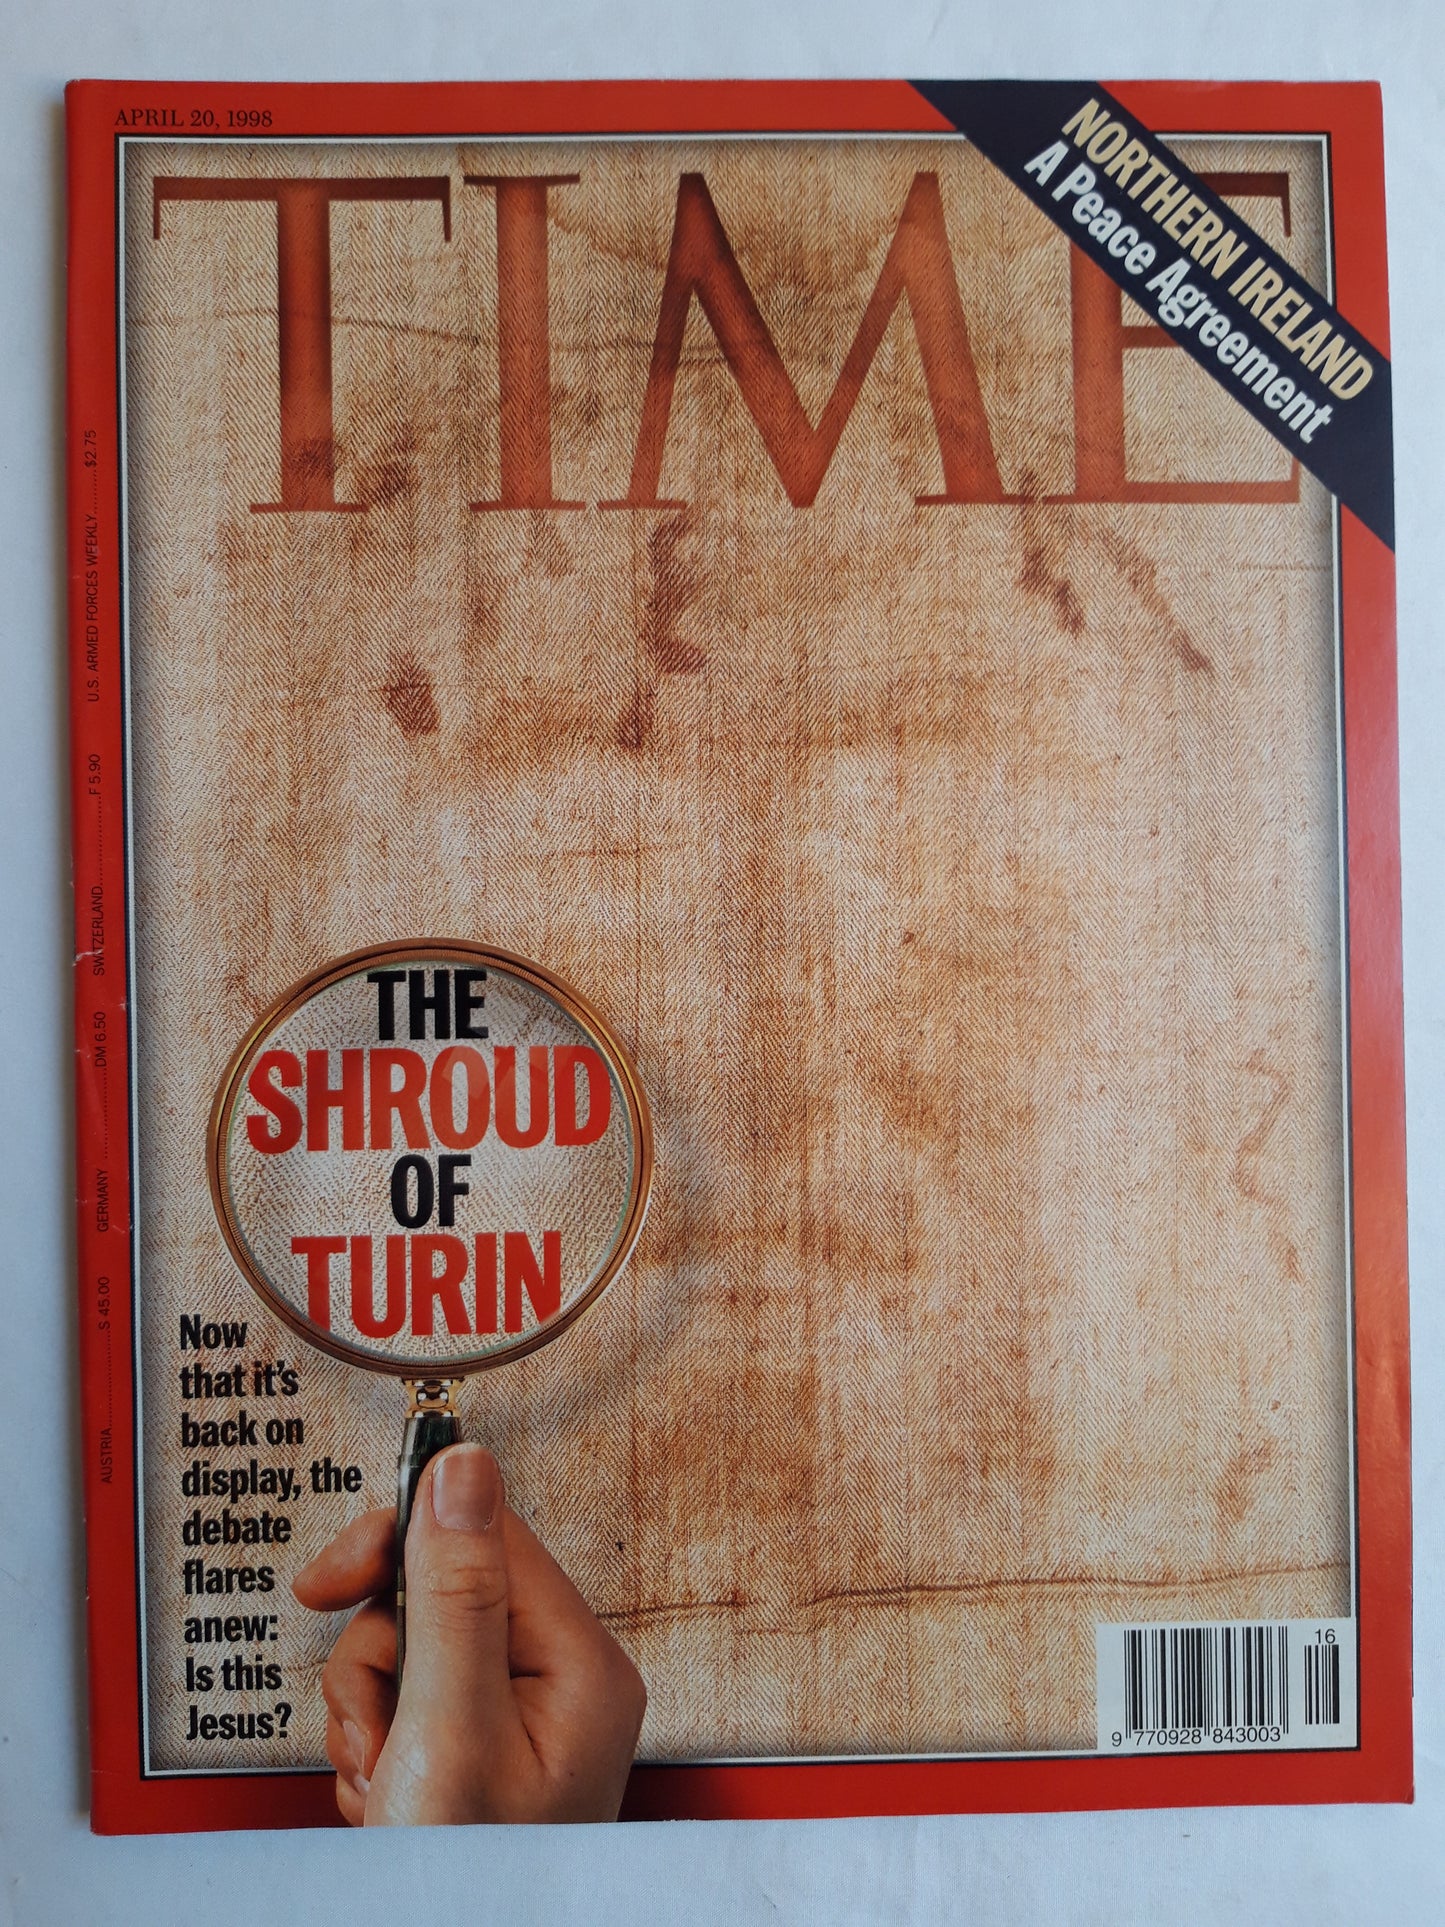 APRIL 20, 1998
TIME
NORTHERN IRELAND
A Peace Agreement
AUSTRIA....................S 45.00 GERMANY ....................DM 6.50 SWITZERLAND....................F 5.90 U.S. ARMED FORCES WEEKLY..........$2.75
THE
SHROUD
OF
TURIN
Now
that it's
back on
display, the
debate
flares
anew:
Is this
Jesus?
16
9 770928 843003